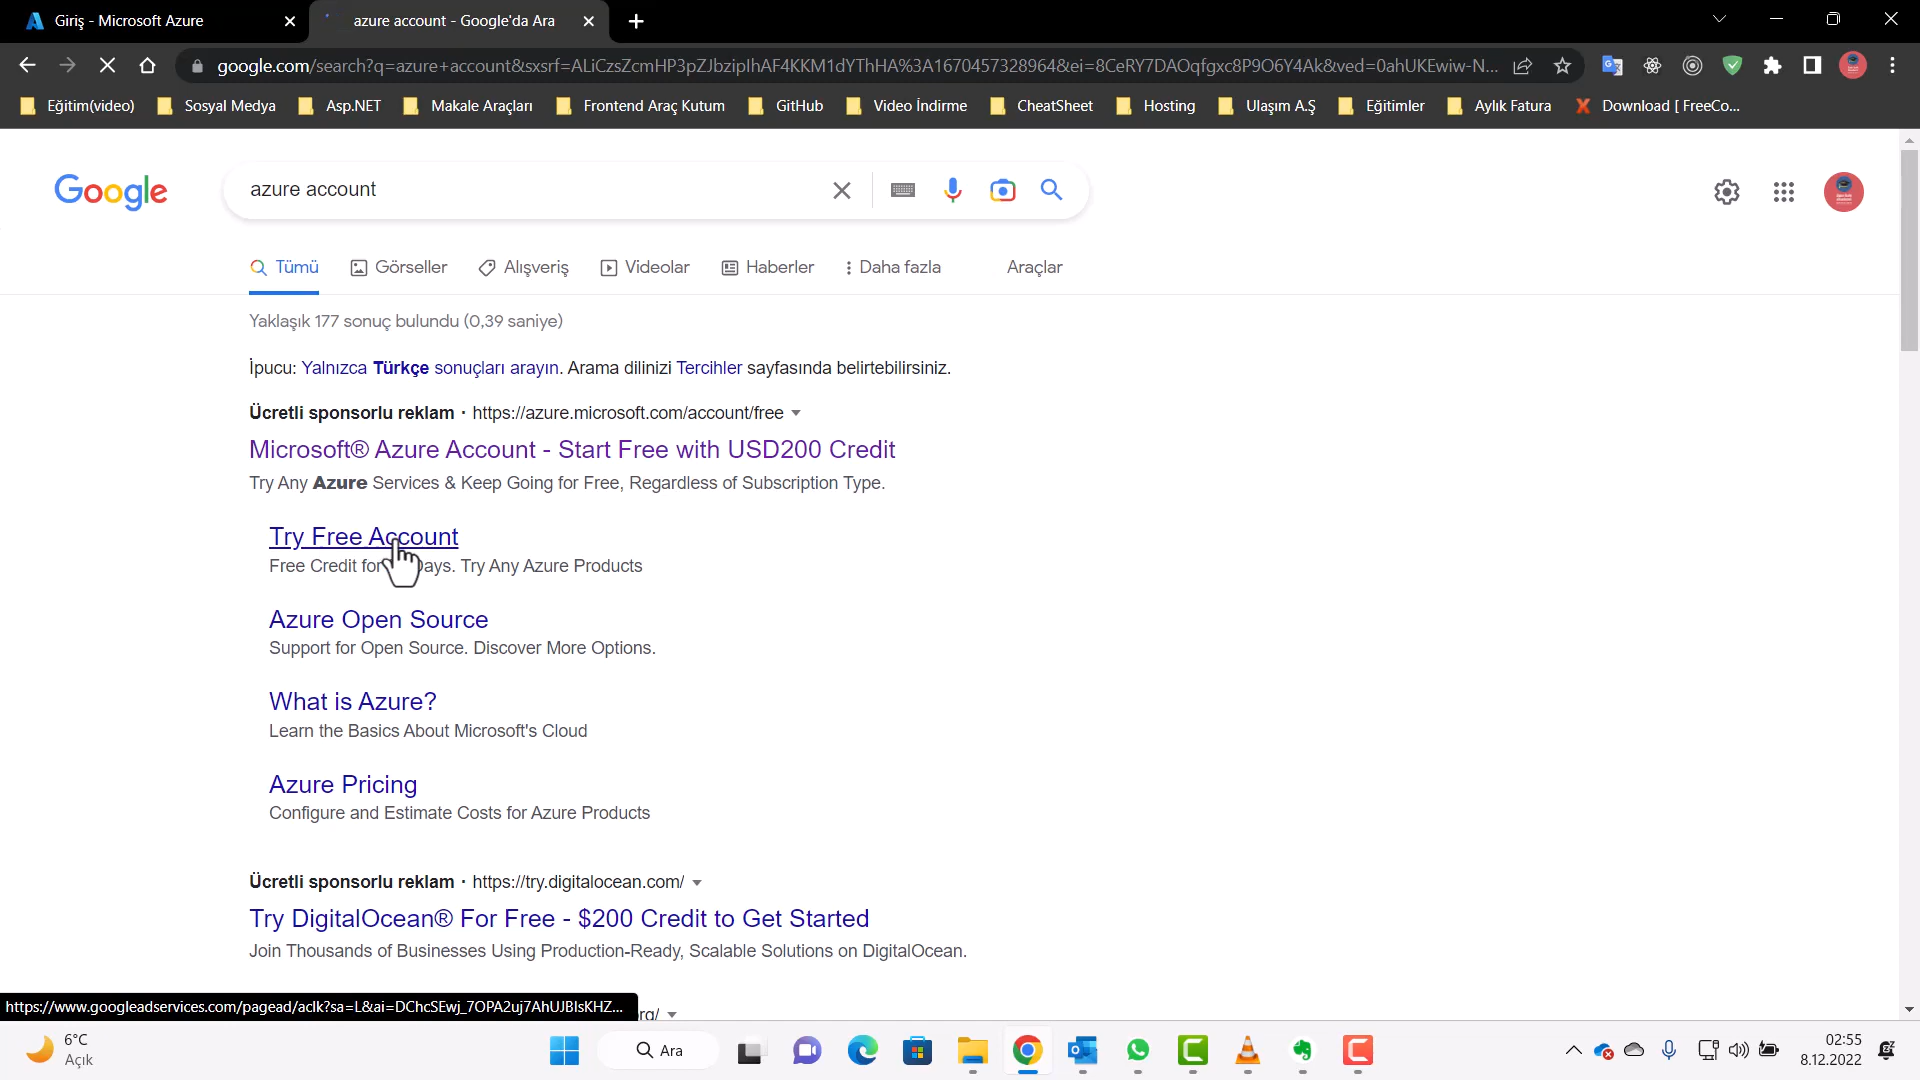 Giriş - Microsoft Azure
azure account - Google'da Ara
google.com/search?q=azure+account&sxsrf=ALiCzsZcmHP3pZJbzipIhAF4KKM1dYThHA%3A1670457328964&ei=8CeRY7DAOqfgxc8P9O6Y4Ak&ved=0ahUKEwiw-N...
Eğitim(video)
Sosyal Medya
Asp.NET
Makale Araçları
Frontend Araç Kutum
GitHub
Video İndirme
CheatSheet
Hosting
Ulaşım A.Ş
Eğitimler
Aylık Fatura
Download [ FreeCo...
Google
azure account
Tümü
Görseller
Alışveriş
Videolar
Haberler
Daha fazla
Araçlar
Yaklaşık 177 sonuç bulundu (0,39 saniye)
İpucu: Yalnızca Türkçe sonuçları arayın. Arama dilinizi Tercihler sayfasında belirtebilirsiniz.
Ücretli sponsorlu reklam · https://azure.microsoft.com/account/free
Microsoft® Azure Account - Start Free with USD200 Credit
Try Any Azure Services & Keep Going for Free, Regardless of Subscription Type.
Try Free Account
Free Credit for ays. Try Any Azure Products
Azure Open Source
Support for Open Source. Discover More Options.
What is Azure?
Learn the Basics About Microsoft's Cloud
Azure Pricing
Configure and Estimate Costs for Azure Products
Ücretli sponsorlu reklam · https://try.digitalocean.com/
Try DigitalOcean® For Free - $200 Credit to Get Started
Join Thousands of Businesses Using Production-Ready, Scalable Solutions on DigitalOcean.
https://www.googleadservices.com/pagead/aclk?sa=L&ai=DChcSEwj_7OPA2uj7AhUJBIsKHZ...
rg/
6°C
Açık
Ara
02:55
8.12.2022